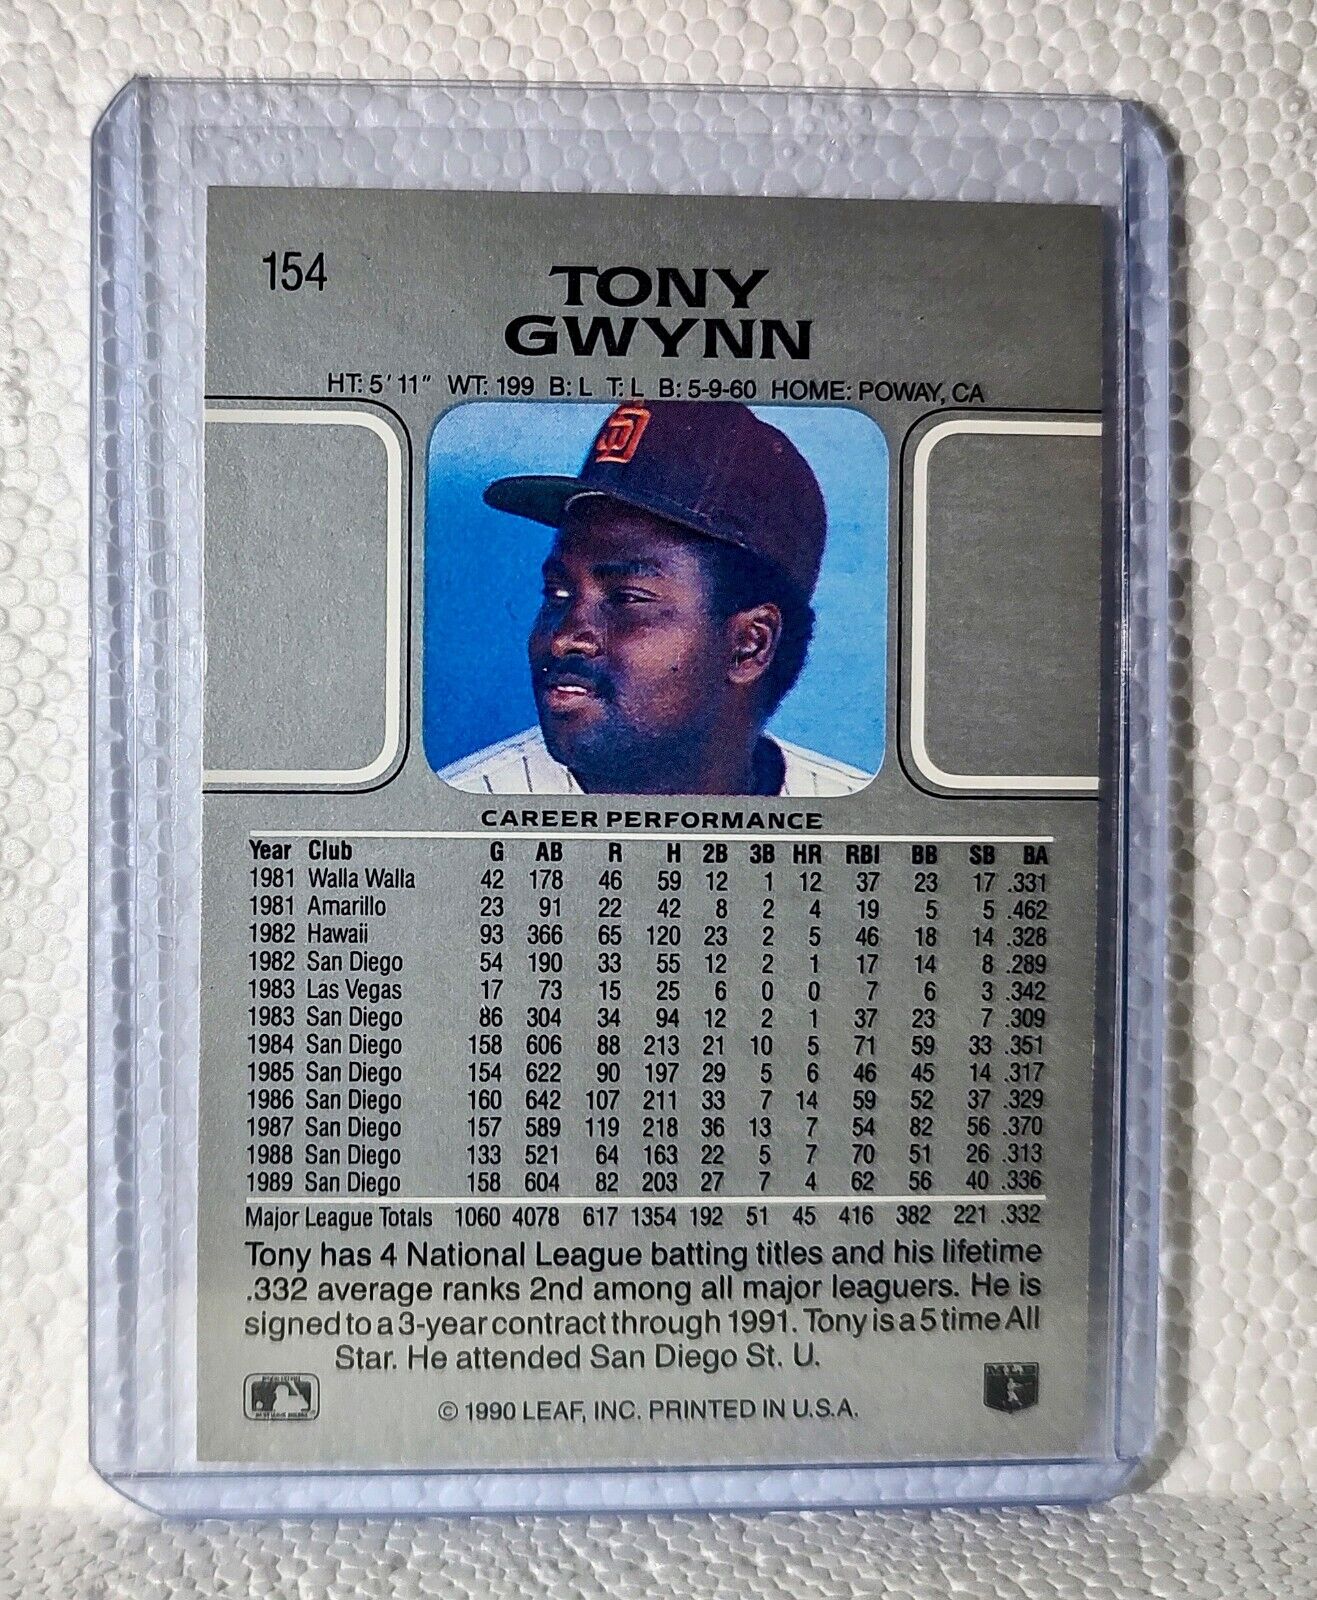 154
TONY
GWYNN
HT: 5' 11" WT: 199 B: L T: L B: 5-9-60 HOME: POWAY, CA
CAREER PERFORMANCE
Year Club G AB R H 2B 3B HR RBI BB SB BA
1981 Walla Walla 42 178 46 59 12 1 12 37 23 17 .331
1981 Amarillo 23 91 22 42 8 2 4 19 5 5 .462
1982 Hawaii 93 366 65 120 23 2 5 46 18 14 .328
1982 San Diego 54 190 33 55 12 2 1 17 14 8 .289
1983 Las Vegas 17 73 15 25 6 0 0 7 6 3 .342
1983 San Diego 86 304 34 94 12 2 1 37 23 7 .309
1984 San Diego 158 606 88 213 21 10 5 71 59 33 .351
1985 San Diego 154 622 90 197 29 5 6 46 45 14 .317
1986 San Diego 160 642 107 211 33 7 14 59 52 37 .329
1987 San Diego 157 589 119 218 36 13 7 54 82 56 .370
1988 San Diego 133 521 64 163 22 5 7 70 51 26 .313
1989 San Diego 158 604 82 203 27 7 4 62 56 40 .336
Major League Totals 1060 4078 617 1354 192 51 45 416 382 221 .332
Tony has 4 National League batting titles and his lifetime
.332 average ranks 2nd among all major leaguers. He is
signed to a 3-year contract through 1991. Tony is a 5 time All
Star. He attended San Diego St. U.
© 1990 LEAF, INC. PRINTED IN U.S.A.
MLB